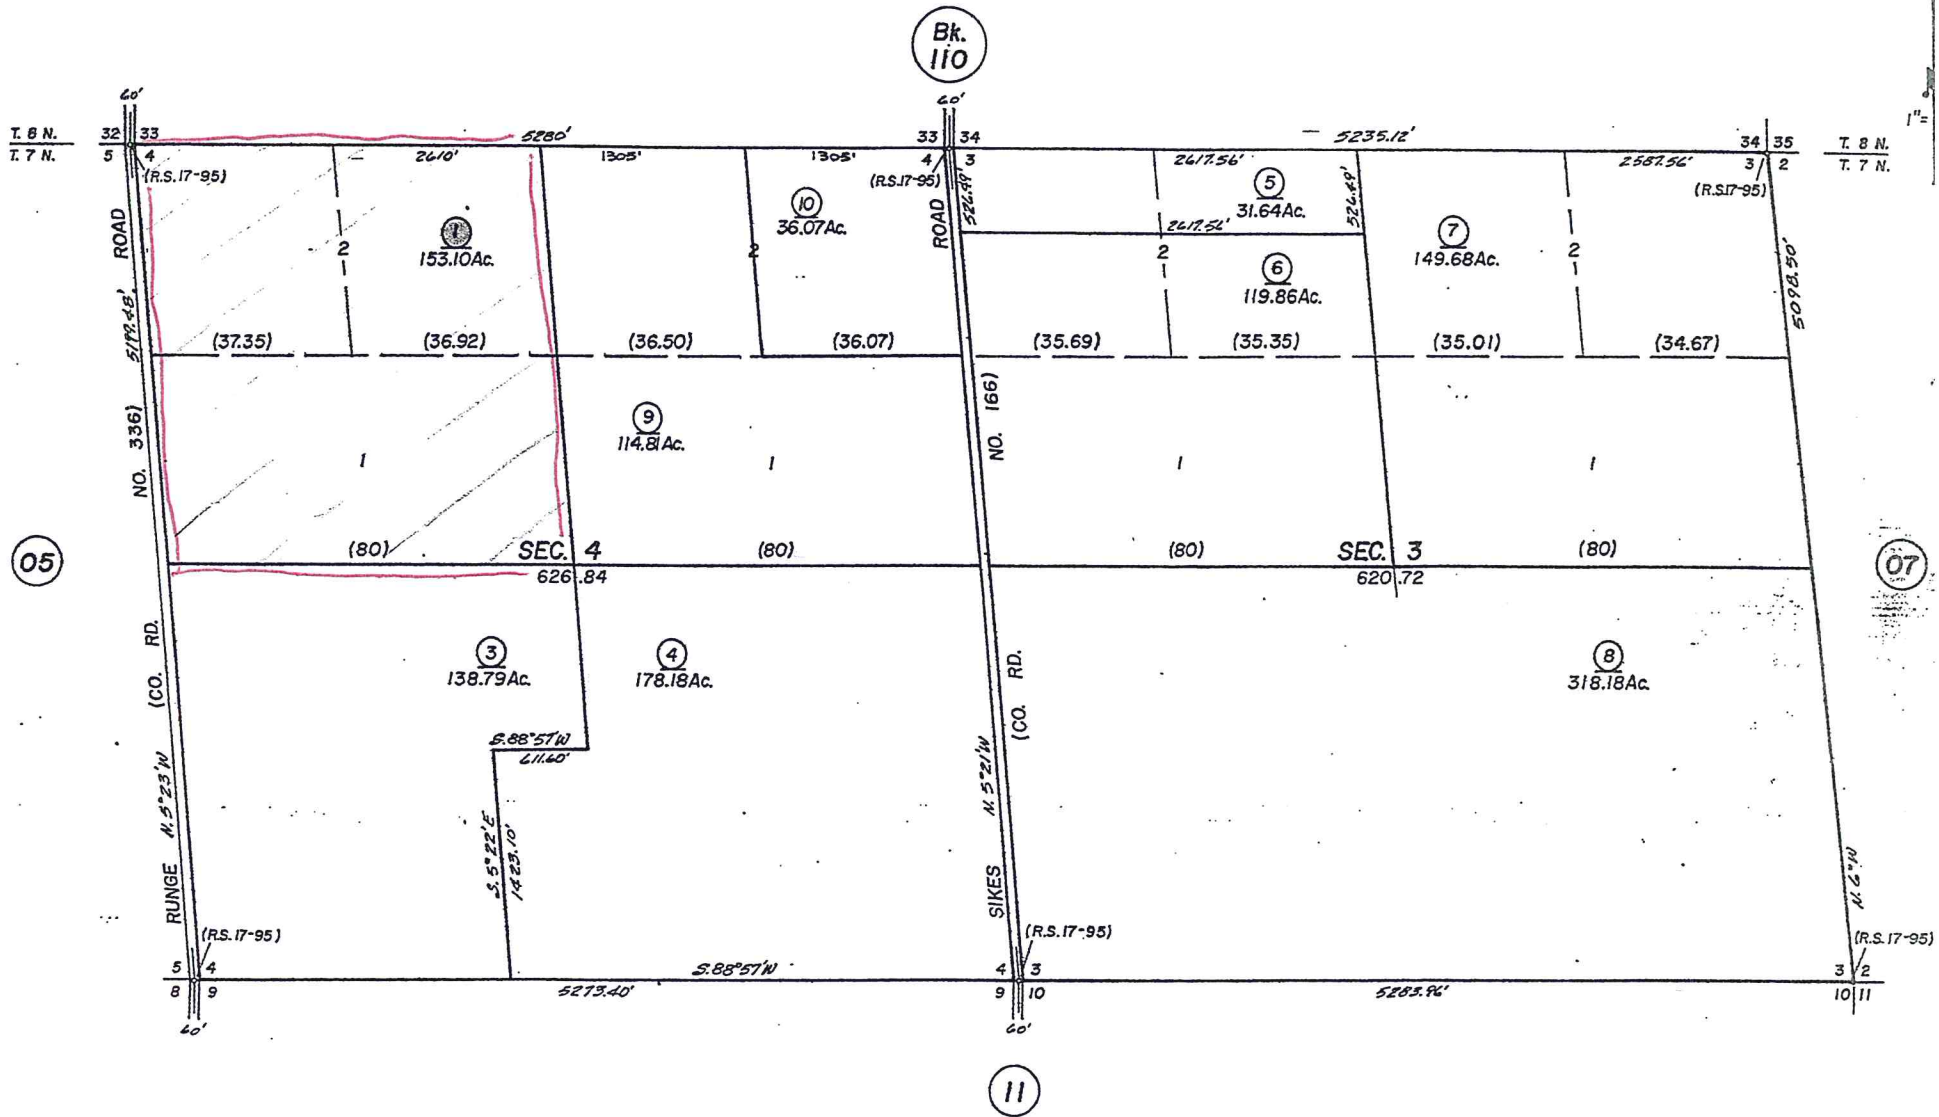 Bk.
110
60'
60'
T. 8 N.
T. 7 N.
32 33
5 4
5280'
33 34
4 3
5235.12'
34 35
3 2
T. 8 N.
T. 7 N.
1"=
2610'
1305'
1305'
2617.56'
2587.56'
(R.S.17-95)
(R.S.17-95)
(R.S.17-95)
ROAD
ROAD
526.49'
526.49'
1
153.10Ac.
2
10
36.07Ac.
2
5
31.64Ac.
2617.56'
2
6
119.86Ac.
7
149.68Ac.
2
5098.50'
5199.48'
(37.35)
(36.92)
(36.50)
(36.07)
(35.69)
(35.35)
(35.01)
(34.67)
NO. 336)
NO. 166)
9
114.81Ac.
1
1
1
1
(80)
SEC. 4
(80)
(80)
SEC. 3
(80)
626.84
620.72
05
07
(CO. RD.
(CO. RD.
3
138.79Ac.
4
178.18Ac.
8
318.18Ac.
S.88°57'W
611.60'
N.5°23'W
N.5°21'W
S.5°22'E
1423.10'
RUNGE
SIKES
N.6°W
(R.S.17-95)
(R.S.17-95)
(R.S.17-95)
5 4
8 9
S.88°57'W
5273.40'
4 3
9 10
5283.96'
3 2
10 11
60'
60'
11